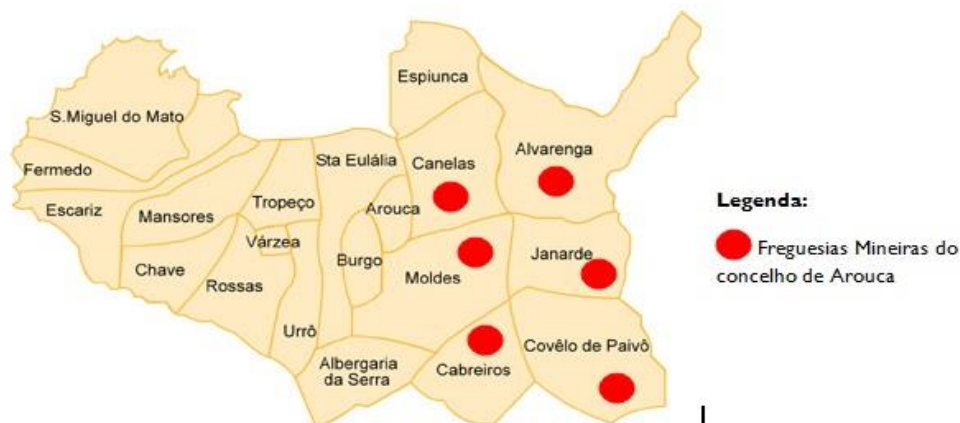 Espiunca
S.Miguel do Mato
Alvarenga
Sta Eulália
Canelas
Fermedo
Tropeço
Arouca
Escariz
Mansores
Várzea
Burgo
Janarde
Chave
Moldes
Rossas
Urrô
Covêlo de Paivô
Albergaria
da Serra
Cabreiros
Legenda:
Freguesias Mineiras do
concelho de Arouca